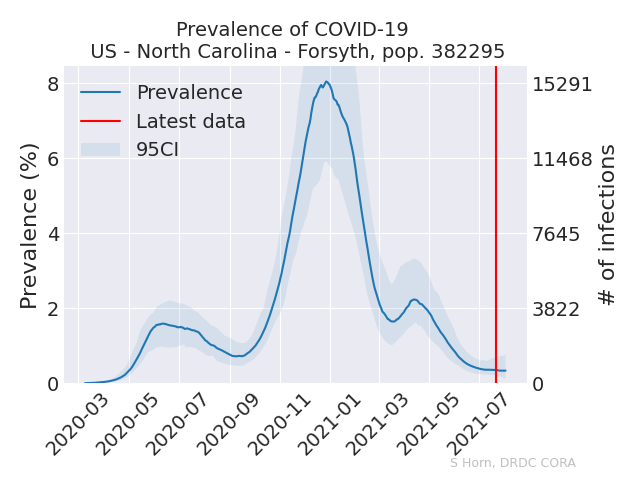 Prevalence of COVID-19
US - North Carolina - Forsyth, pop. 382295
Prevalence
Latest data
95CI
Prevalence (%)
8
6
4
2
0
15291
11468
7645
3822
0
# of infections
2020-03
2020-05
2020-07
2020-09
2020-11
2021-01
2021-03
2021-05
2021-07
S Horn, DRDC CORA